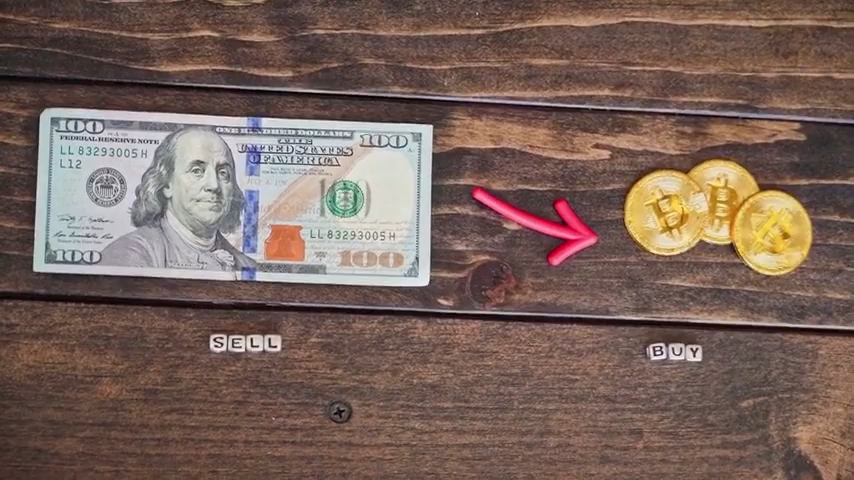 100
FEDERAL RESERVE NOTE
LL 83293005 H
L12
ONE HUNDRED DOLLARS
THE
UNITED STATES
OF AMERICA
100
LL 83293005 H
100
100
SELL
BUY